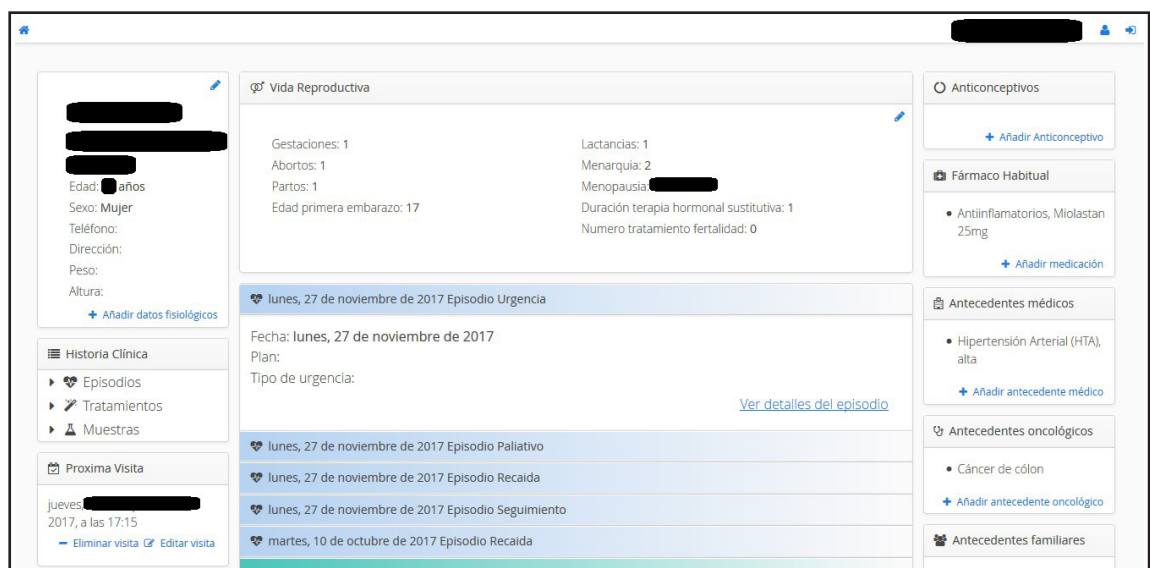 Edad: años
Sexo: Mujer
Teléfono:
Dirección:
Peso:
Altura:
+ Añadir datos fisiológicos
Historia Clínica
Episodios
Tratamientos
Muestras
Proxima Visita
jueves,
2017, a las 17:15
− Eliminar visita Editar visita
Vida Reproductiva
Gestaciones: 1
Abortos: 1
Partos: 1
Edad primera embarazo: 17
Lactancias: 1
Menarquia: 2
Menopausia:
Duración terapia hormonal sustitutiva: 1
Numero tratamiento fertalidad: 0
lunes, 27 de noviembre de 2017 Episodio Urgencia
Fecha: lunes, 27 de noviembre de 2017
Plan:
Tipo de urgencia:
Ver detalles del episodio
lunes, 27 de noviembre de 2017 Episodio Paliativo
lunes, 27 de noviembre de 2017 Episodio Recaida
lunes, 27 de noviembre de 2017 Episodio Seguimiento
martes, 10 de octubre de 2017 Episodio Recaida
Anticonceptivos
+ Añadir Anticonceptivo
Fármaco Habitual
• Antiinflamatorios, Miolastan
25mg
+ Añadir medicación
Antecedentes médicos
• Hipertensión Arterial (HTA),
alta
+ Añadir antecedente médico
Antecedentes oncológicos
• Cáncer de cólon
+ Añadir antecedente oncológico
Antecedentes familiares